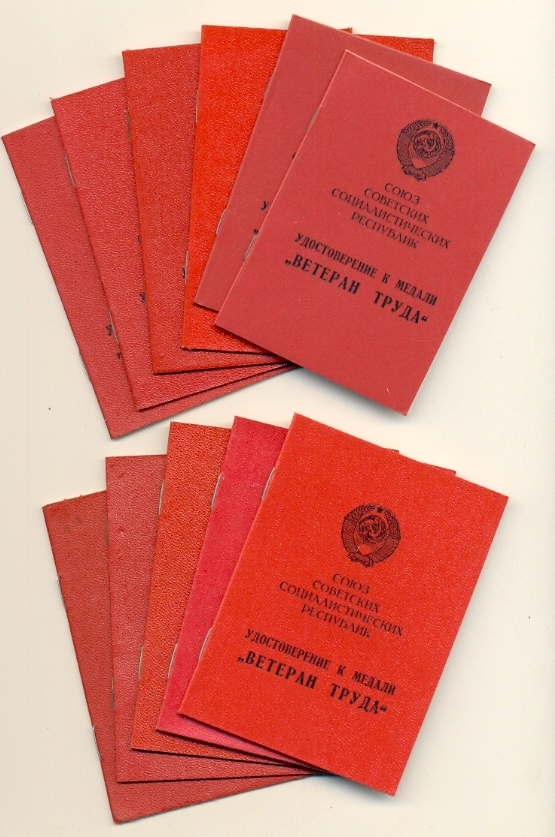 СОЮЗ
СОВЕТСКИХ
СОЦИАЛИСТИЧЕСКИХ
РЕСПУБЛИК
УДОСТОВЕРЕНИЕ К МЕДАЛИ
„ВЕТЕРАН ТРУДА“
СОЮЗ
СОВЕТСКИХ
СОЦИАЛИСТИЧЕСКИХ
РЕСПУБЛИК
УДОСТОВЕРЕНИЕ К МЕДАЛИ
„ВЕТЕРАН ТРУДА“